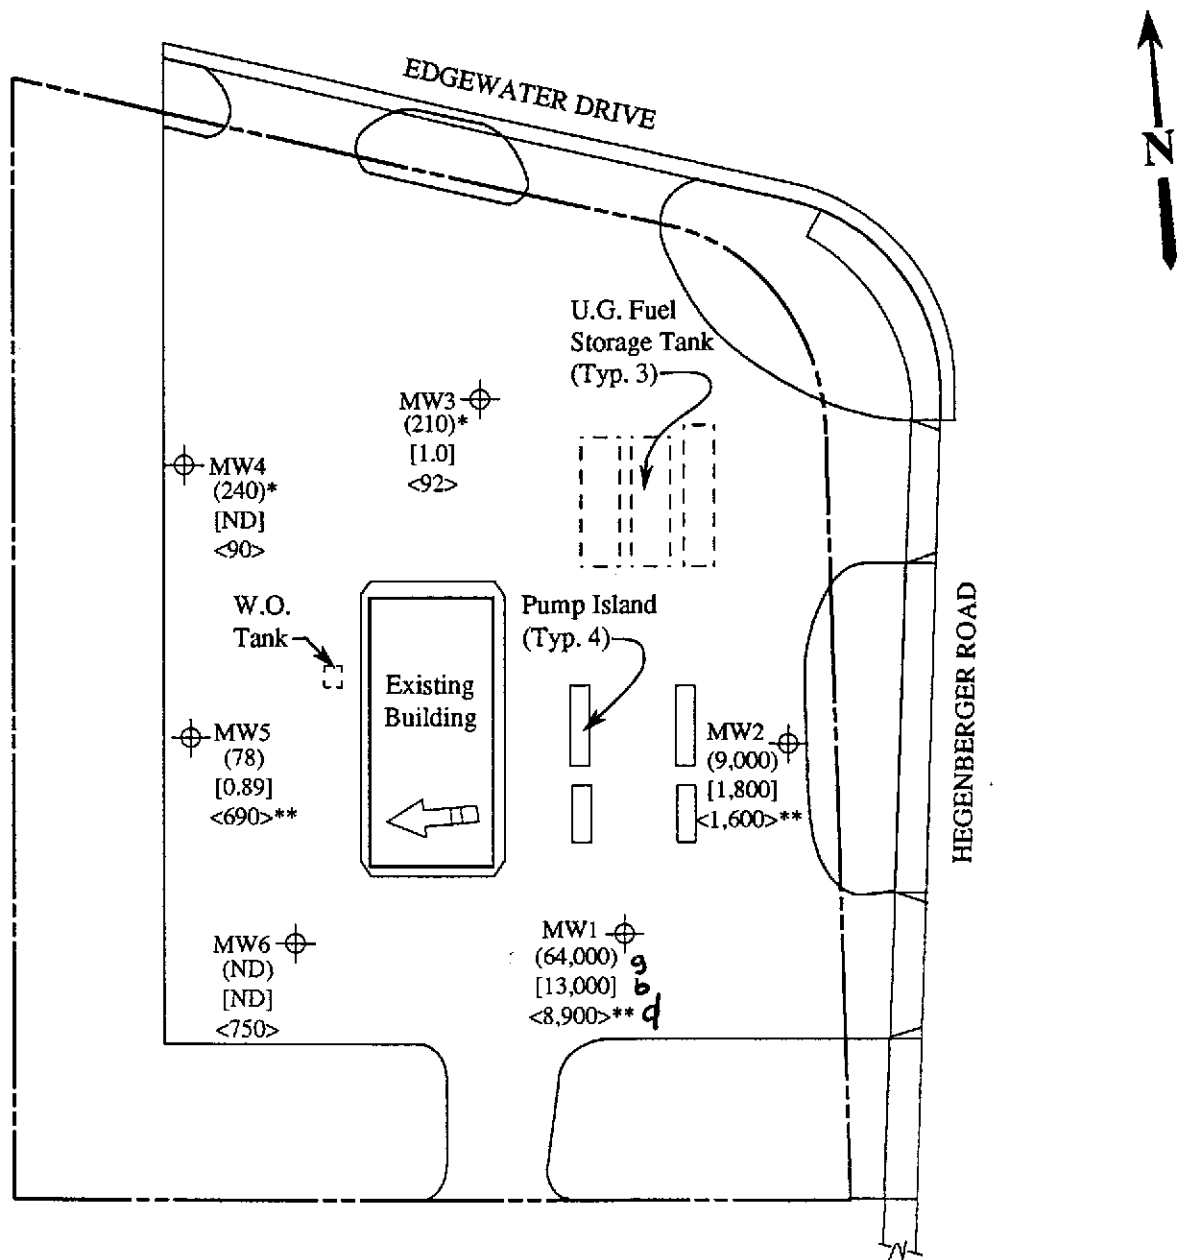 EDGEWATER DRIVE
N
U.G. Fuel
Storage Tank
(Typ. 3)
MW3
(210)*
[1.0]
<92>
MW4
(240)*
[ND]
<90>
W.O.
Tank
Existing
Building
Pump Island
(Typ. 4)
MW5
(78)
[0.89]
<690>**
MW2
(9,000)
[1,800]
<1,600>**
HEGENBERGER ROAD
MW6
(ND)
[ND]
<750>
MW1
(64,000) g
[13,000] b
<8,900>** d